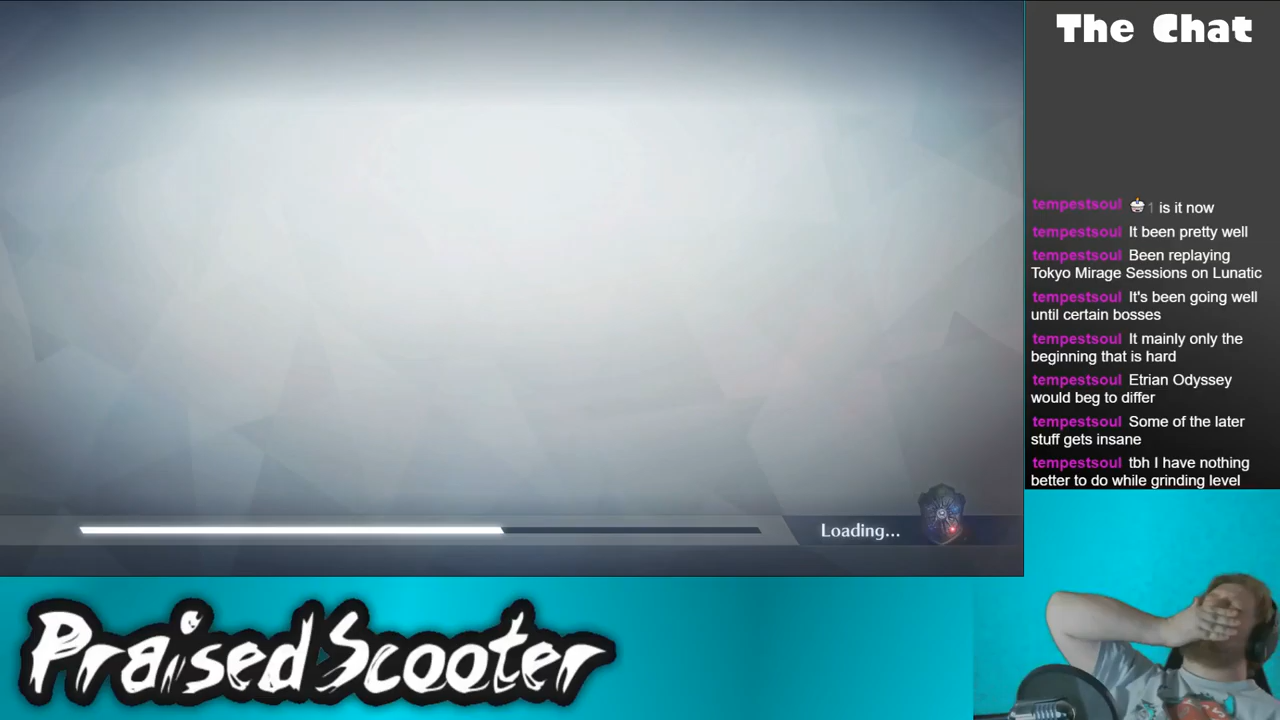 The Chat
tempestsoul 1 is it now
tempestsoul It been pretty well
tempestsoul Been replaying
Tokyo Mirage Sessions on Lunatic
tempestsoul It's been going well
until certain bosses
tempestsoul It mainly only the
beginning that is hard
tempestsoul Etrian Odyssey
would beg to differ
tempestsoul Some of the later
stuff gets insane
tempestsoul tbh I have nothing
better to do while grinding level
Loading...
PraisedScooter